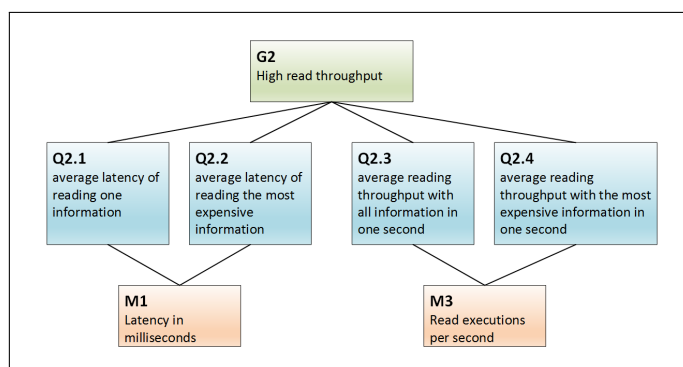 G2
High read throughput
Q2.1
average latency of
reading one
information
Q2.2
average latency of
reading the most
expensive
information
Q2.3
average reading
throughput with
all information in
one second
Q2.4
average reading
throughput with the most
expensive information in
one second
M1
Latency in
milliseconds
M3
Read executions
per second